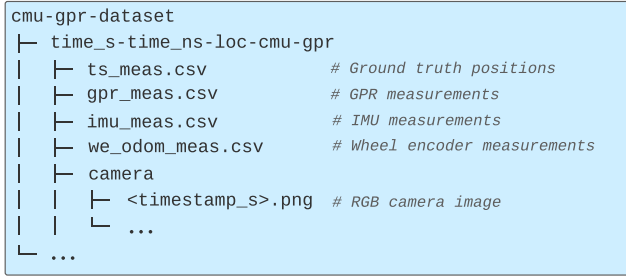 cmu-gpr-dataset
├─ time_s-time_ns-loc-cmu-gpr
|   ├─ ts_meas.csv # Ground truth positions
|   ├─ gpr_meas.csv # GPR measurements
|   ├─ imu_meas.csv # IMU measurements
|   ├─ we_odom_meas.csv # Wheel encoder measurements
|   ├─ camera
|   |   ├─ <timestamp_s>.png # RGB camera image
|   |   └─ ...
└─ ...